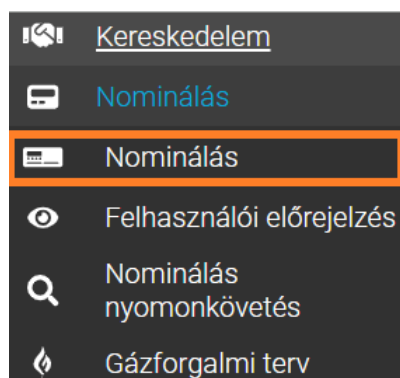 Kereskedelem
Nominálás
Nominálás
Felhasználói előrejelzés
Nominálás
nyomonkövetés
Gázforgalmi terv